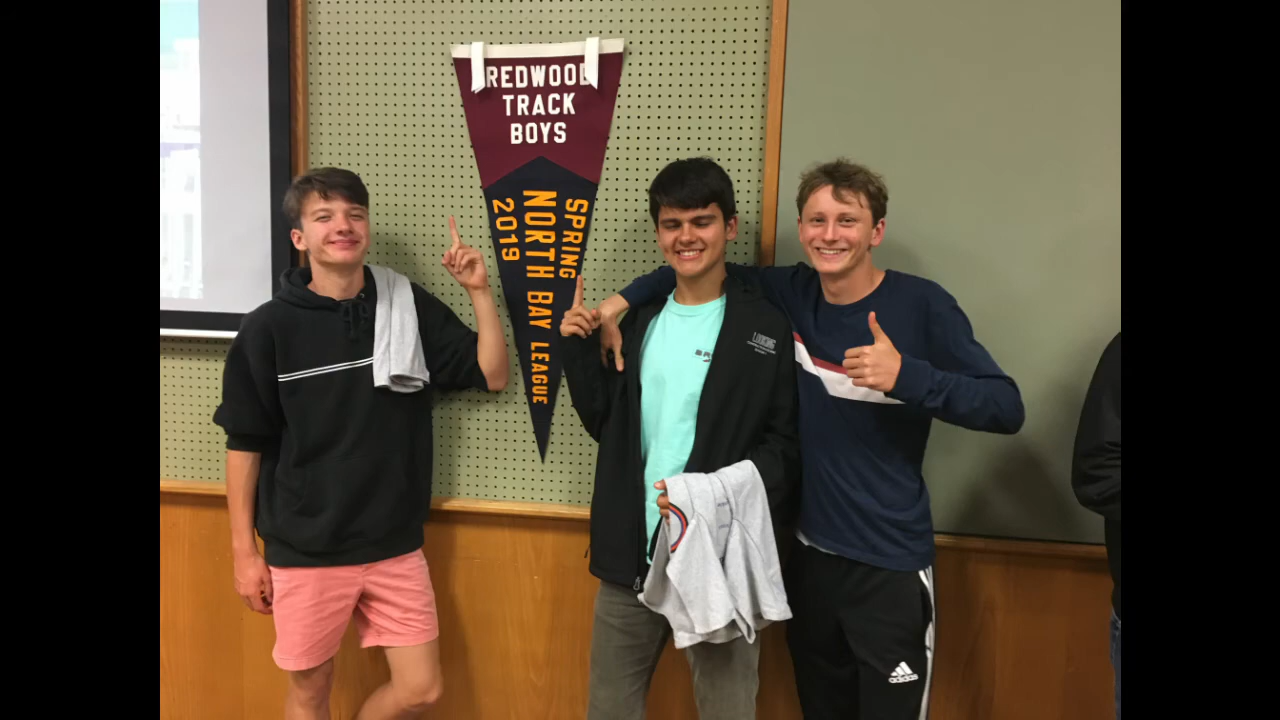 REDWOOD
TRACK
BOYS
SPRING
NORTH BAY LEAGUE
2019
adidas